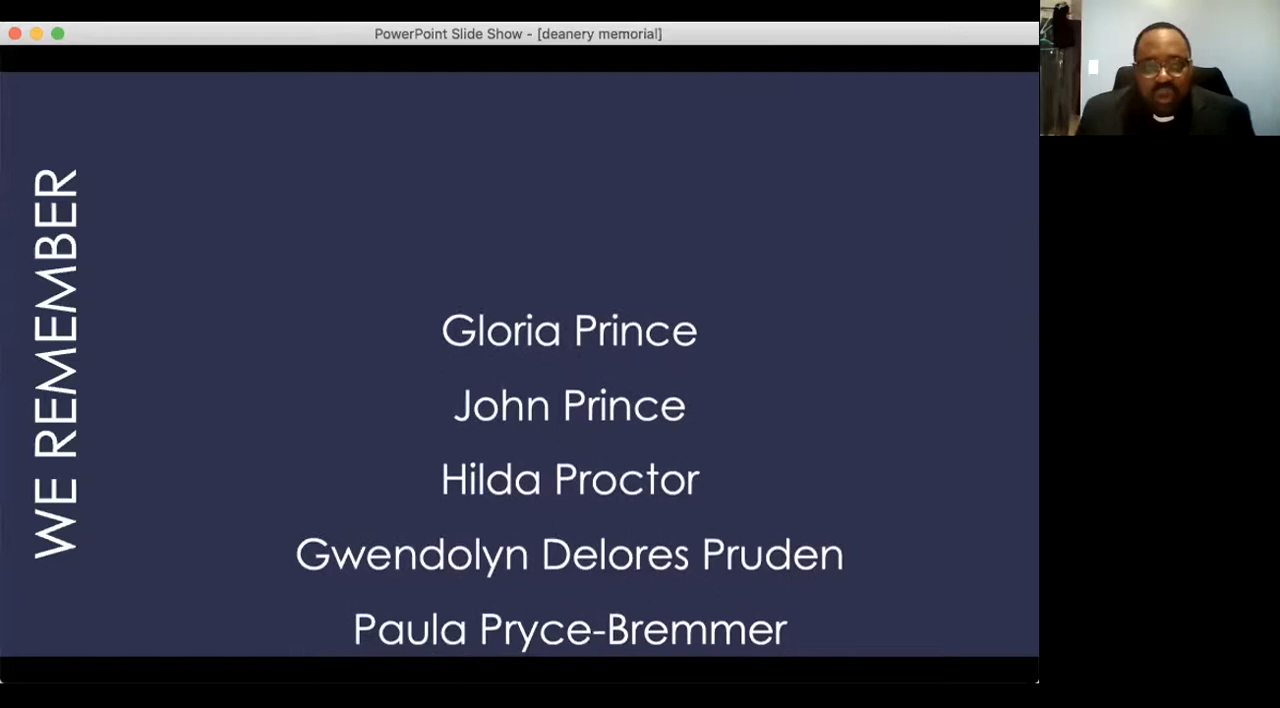 PowerPoint Slide Show - [deanery memorial]
WE REMEMBER
Gloria Prince
John Prince
Hilda Proctor
Gwendolyn Delores Pruden
Paula Pryce-Bremmer